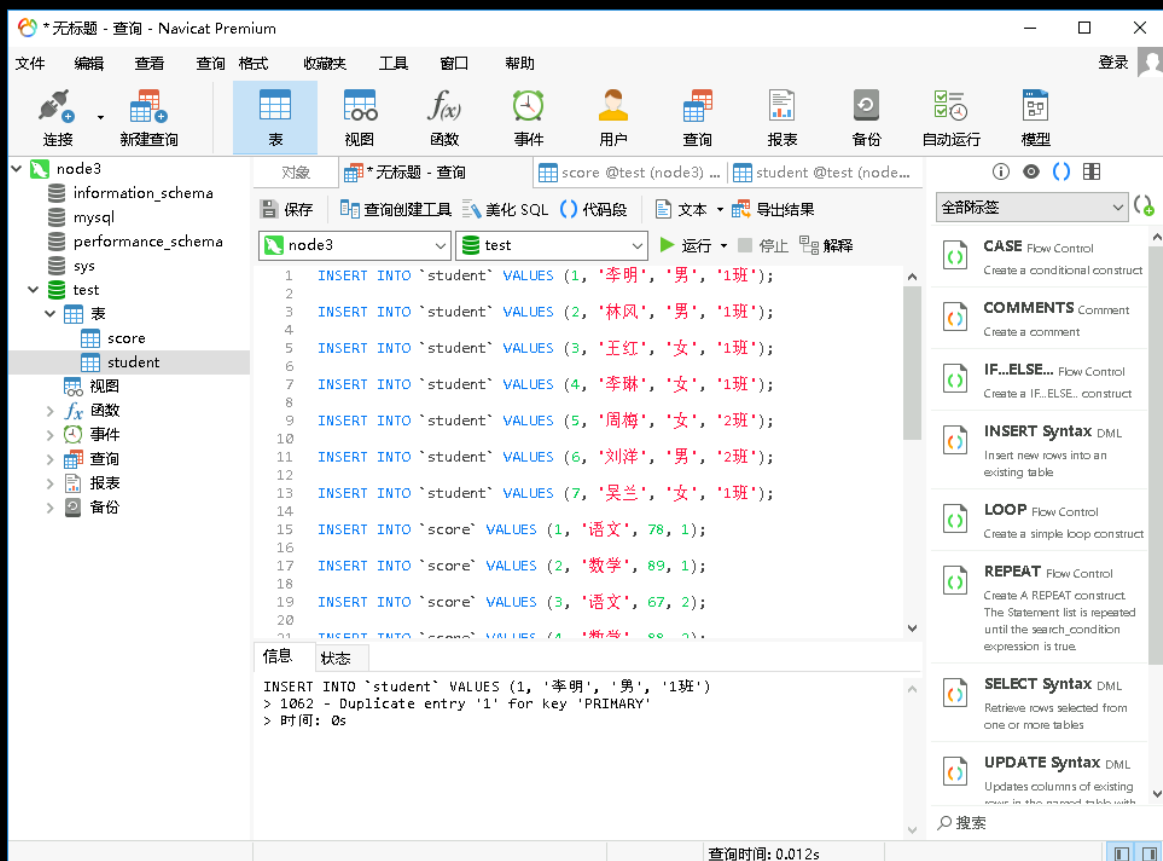 * 无标题 - 查询 - Navicat Premium
文件 编辑 查看 查询 格式 收藏夹 工具 窗口 帮助 登录
连接 新建查询 表 视图 函数 事件 用户 查询 报表 备份 自动运行 模型
node3
information_schema
mysql
performance_schema
sys
test
表
score
student
视图
函数
事件
查询
报表
备份
对象 * 无标题 - 查询 score @test (node3) ... student @test (node...
保存 查询创建工具 美化 SQL 代码段 文本 导出结果
node3 test 运行 停止 解释
1 INSERT INTO `student` VALUES (1, '李明', '男', '1班');
2
3 INSERT INTO `student` VALUES (2, '林风', '男', '1班');
4
5 INSERT INTO `student` VALUES (3, '王红', '女', '1班');
6
7 INSERT INTO `student` VALUES (4, '李琳', '女', '1班');
8
9 INSERT INTO `student` VALUES (5, '周梅', '女', '2班');
10
11 INSERT INTO `student` VALUES (6, '刘洋', '男', '2班');
12
13 INSERT INTO `student` VALUES (7, '吴兰', '女', '1班');
14
15 INSERT INTO `score` VALUES (1, '语文', 78, 1);
16
17 INSERT INTO `score` VALUES (2, '数学', 89, 1);
18
19 INSERT INTO `score` VALUES (3, '语文', 67, 2);
20
21 INSERT INTO `score` VALUES (4, '数学', 88, 2);
信息 状态
INSERT INTO `student` VALUES (1, '李明', '男', '1班')
> 1062 - Duplicate entry '1' for key 'PRIMARY'
> 时间: 0s
全部标签
CASE Flow Control
Create a conditional construct
COMMENTS Comment
Create a comment
IF...ELSE... Flow Control
Create a IF...ELSE... construct
INSERT Syntax DML
Insert new rows into an
existing table
LOOP Flow Control
Create a simple loop construct
REPEAT Flow Control
Create A REPEAT construct.
The Statement list is repeated
until the search_condition
expression is true.
SELECT Syntax DML
Retrieve rows selected from
one or more tables
UPDATE Syntax DML
Updates columns of existing
rows in the named table with
搜索
查询时间: 0.012s